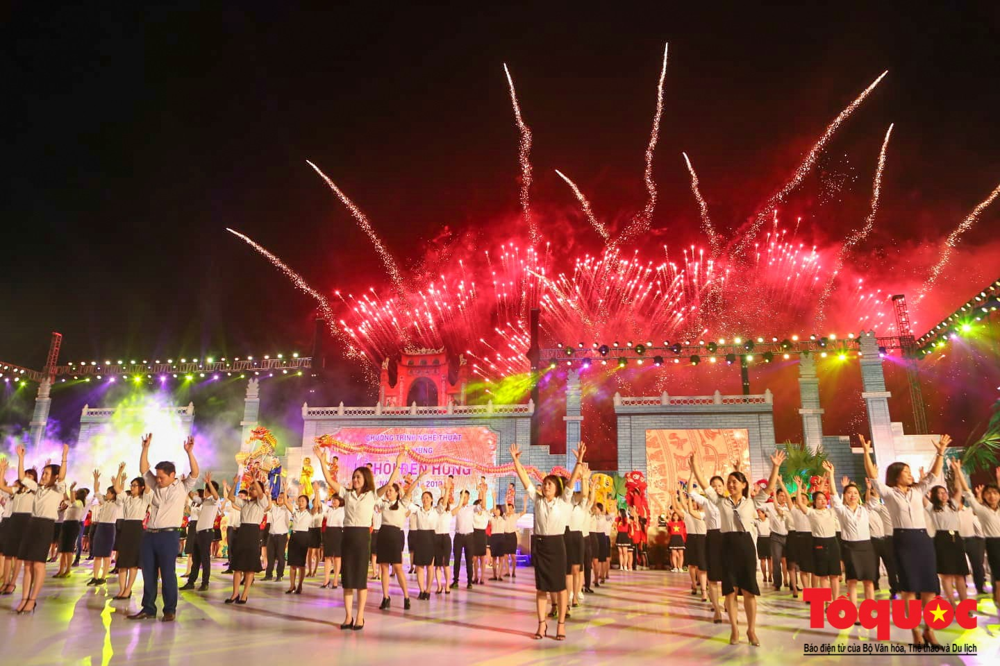 CHƯƠNG TRÌNH NGHỆ THUẬT
HỘI ĐỀN HÙNG
2019
Tổ Quốc
Báo điện tử của Bộ Văn hóa, Thể thao và Du lịch